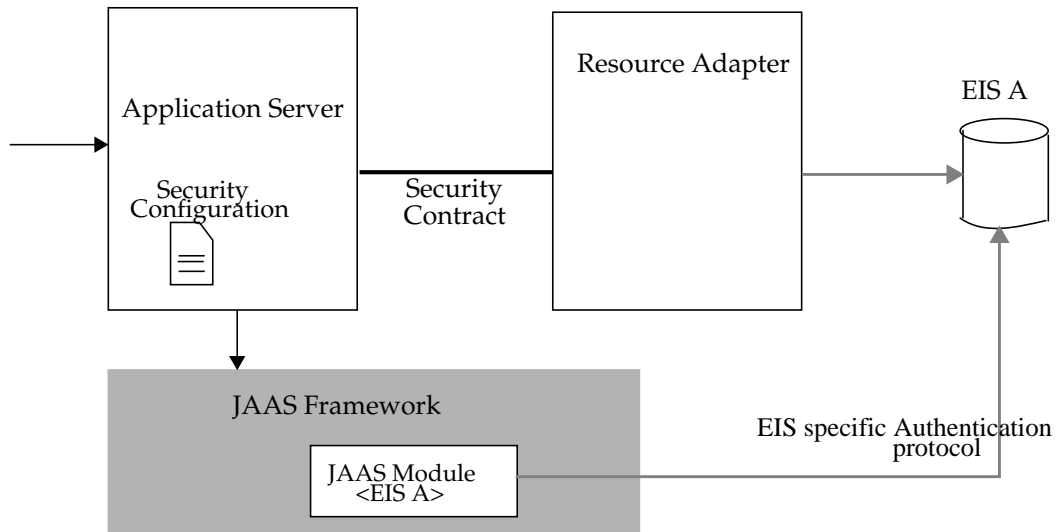 Resource Adapter
EIS A
Application Server
Security
Configuration
Security
Contract
JAAS Framework
EIS specific Authentication
protocol
JAAS Module
<EIS A>